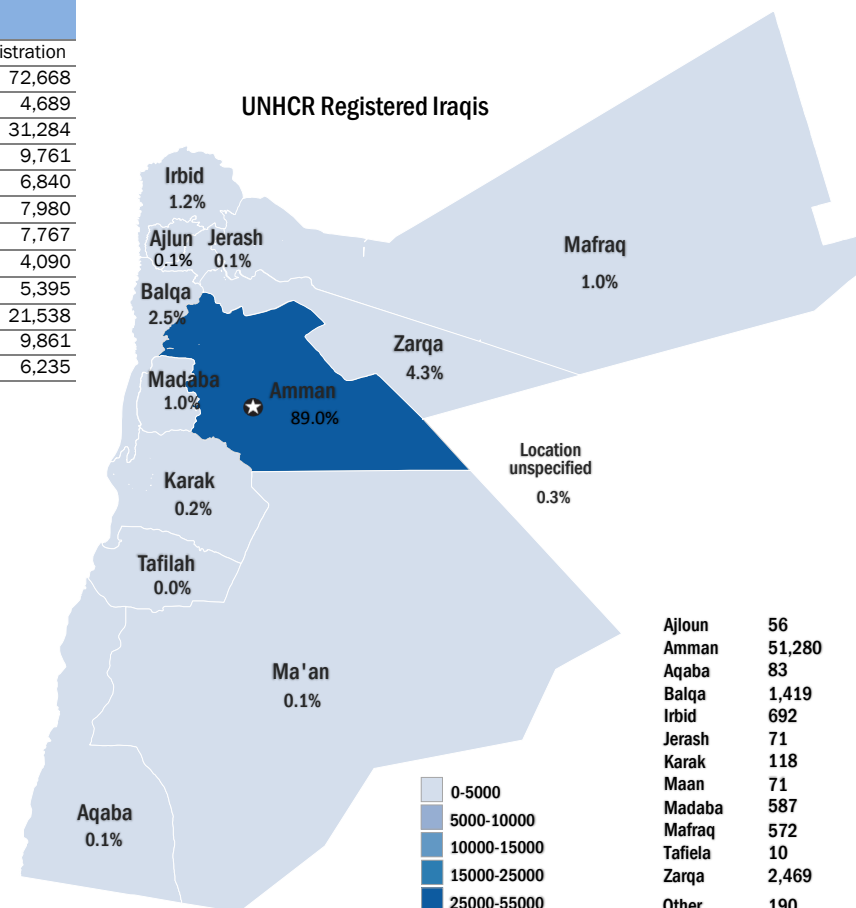 istration
72,668
4,689
31,284
9,761
6,840
7,980
7,767
4,090
5,395
21,538
9,861
6,235
UNHCR Registered Iraqis
Irbid
1.2%
Ajlun
0.1%
Jerash
0.1%
Mafraq
1.0%
Balqa
2.5%
Zarqa
4.3%
Madaba
1.0%
Amman
89.0%
Location
unspecified
0.3%
Karak
0.2%
Tafilah
0.0%
Ma'an
0.1%
Aqaba
0.1%
0-5000
5000-10000
10000-15000
15000-25000
25000-55000
Ajloun 56
Amman 51,280
Aqaba 83
Balqa 1,419
Irbid 692
Jerash 71
Karak 118
Maan 71
Madaba 587
Mafraq 572
Tafiela 10
Zarqa 2,469
Other 190